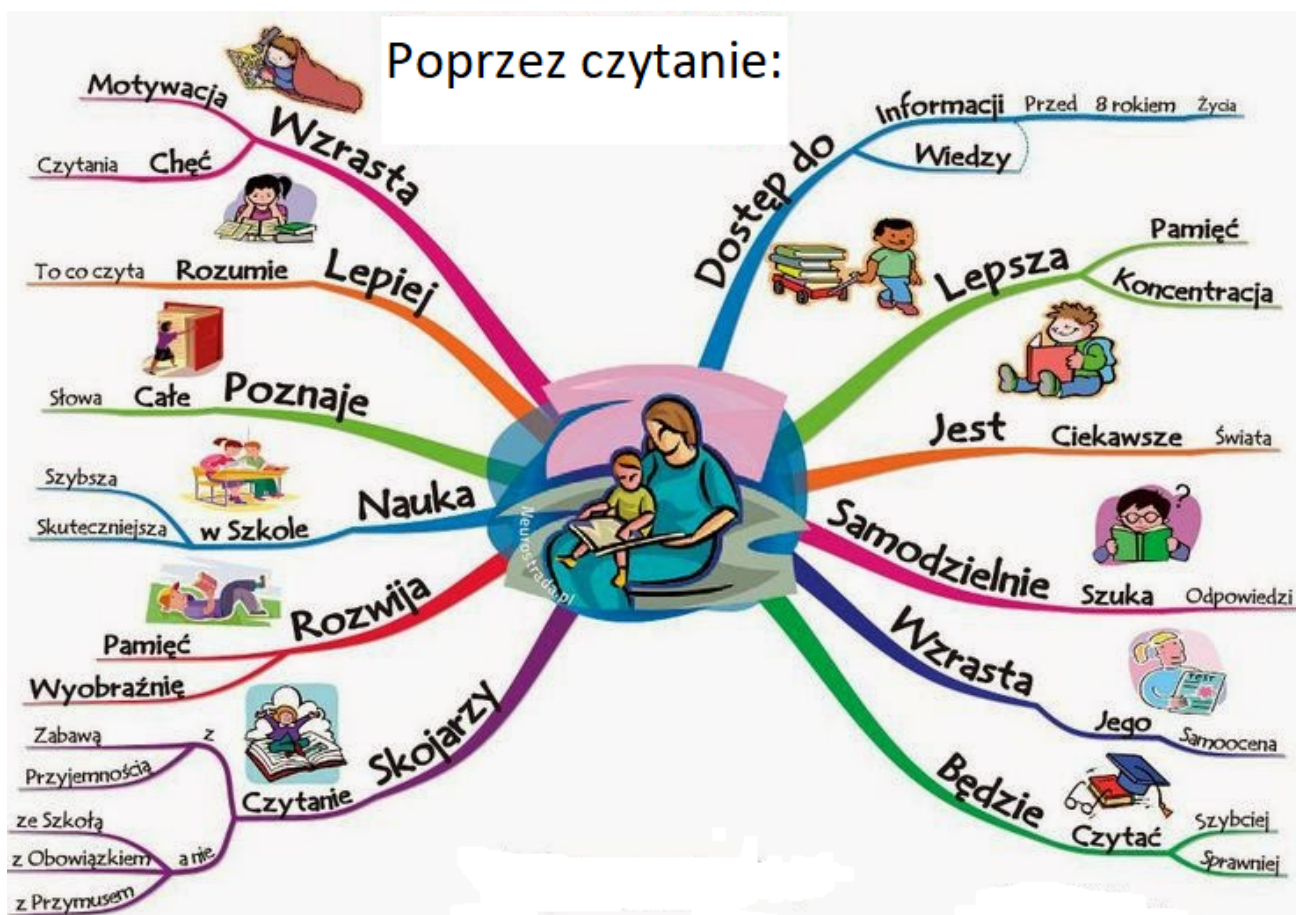 Poprzez czytanie:
Wzrasta
Motywacja
Chęć Czytania
Lepiej Rozumie To co czyta
Poznaje Całe Słowa
Nauka w Szkole
Szybsza
Skuteczniejsza
Rozwija
Pamięć
Wyobraźnię
Skojarzy Czytanie
z
Zabawą
Przyjemnością
a nie
ze Szkołą
z Obowiązkiem
z Przymusem
Dostęp do
Informacji Przed 8 rokiem Życia
Wiedzy
Lepsza
Pamięć
Koncentracja
Jest Ciekawsze Świata
Samodzielnie Szuka Odpowiedzi
?
Wzrasta Jego Samoocena
TEST
Będzie Czytać
Szybciej
Sprawniej
Neurostrada.pl